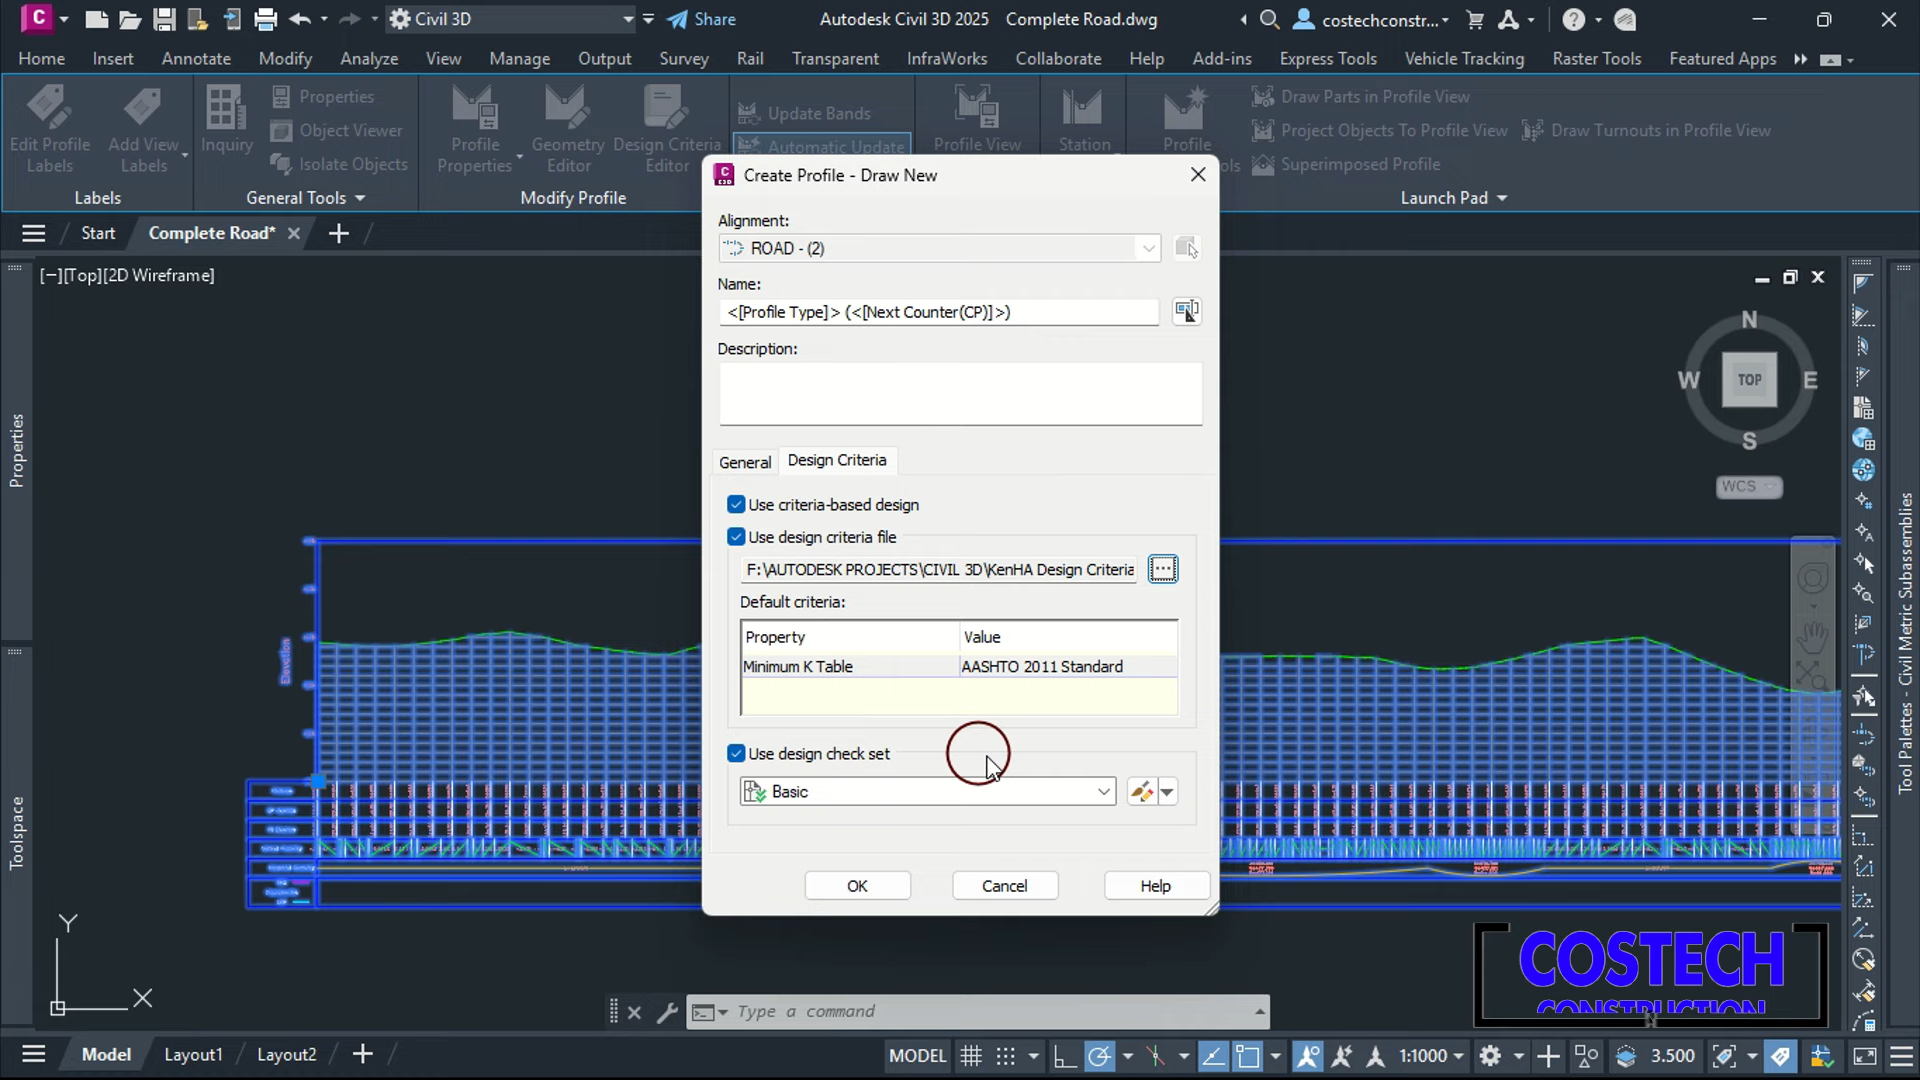 Civil 3D
Share
Autodesk Civil 3D 2025 Complete Road.dwg
costechconstr...
Home Insert Annotate Modify Analyze View Manage Output Survey Rail Transparent InfraWorks Collaborate Help Add-ins Express Tools Vehicle Tracking Raster Tools Featured Apps
Edit Profile Labels
Add View Labels
Labels
Inquiry
Properties
Object Viewer
Isolate Objects
General Tools
Profile Properties
Geometry Editor
Design Criteria Editor
Modify Profile
Update Bands
Automatic Update
Profile View
Station
Profile
Draw Parts in Profile View
Project Objects To Profile View
Draw Turnouts in Profile View
Superimposed Profile
Launch Pad
Start
Complete Road*
[−][Top][2D Wireframe]
Properties
Toolspace
Tool Palettes - Civil Metric Subassemblies
N
W TOP E
S
WCS
Elevation
Create Profile - Draw New
Alignment:
ROAD - (2)
Name:
<[Profile Type]> (<[Next Counter(CP)]>)
Description:
General Design Criteria
Use criteria-based design
Use design criteria file
F:\AUTODESK PROJECTS\CIVIL 3D\KenHA Design Criteria
Default criteria:
Property Value
Minimum K Table AASHTO 2011 Standard
Use design check set
Basic
OK Cancel Help
Y
X
Type a command
COSTECH
CONSTRUCTION
Model Layout1 Layout2
MODEL
1:1000
3.500